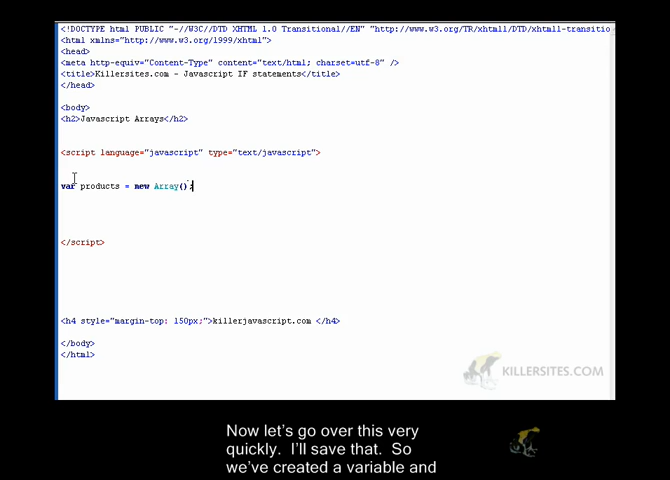 <!DOCTYPE html PUBLIC "-//W3C//DTD XHTML 1.0 Transitional//EN" "http://www.w3.org/TR/xhtml1/DTD/xhtml1-transitio
<html xmlns="http://www.w3.org/1999/xhtml">
<head>
<meta http-equiv="Content-Type" content="text/html; charset=utf-8" />
<title>Killersites.com - Javascript IF statements</title>
</head>
<body>
<h2>Javascript Arrays</h2>
<script language="javascript" type="text/javascript">
var products = new Array();
</script>
<h4 style="margin-top: 150px;">killerjavascript.com </h4>
</body>
</html>
KILLERSITES.COM
Now let's go over this very
quickly. I'll save that. So
we've created a variable and